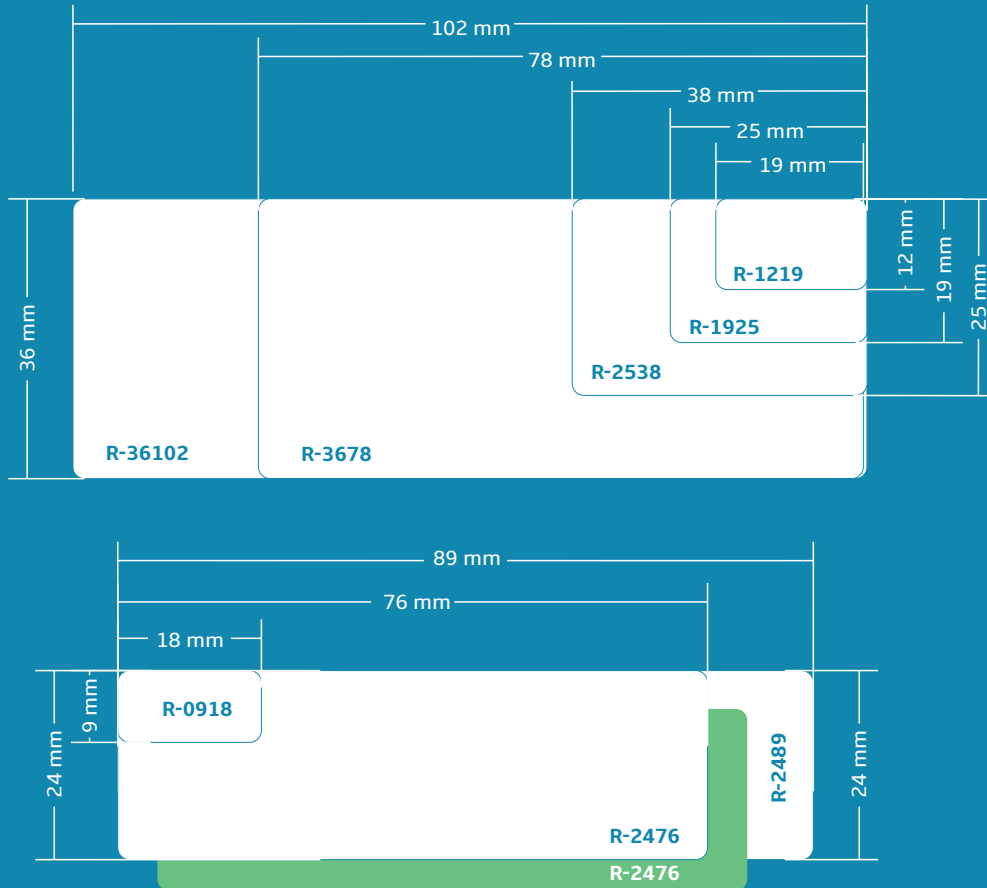 102 mm
78 mm
38 mm
25 mm
19 mm
12 mm
19 mm
25 mm
36 mm
R-1219
R-1925
R-2538
R-36102
R-3678
89 mm
76 mm
18 mm
9 mm
24 mm
R-0918
R-2489
24 mm
R-2476
R-2476